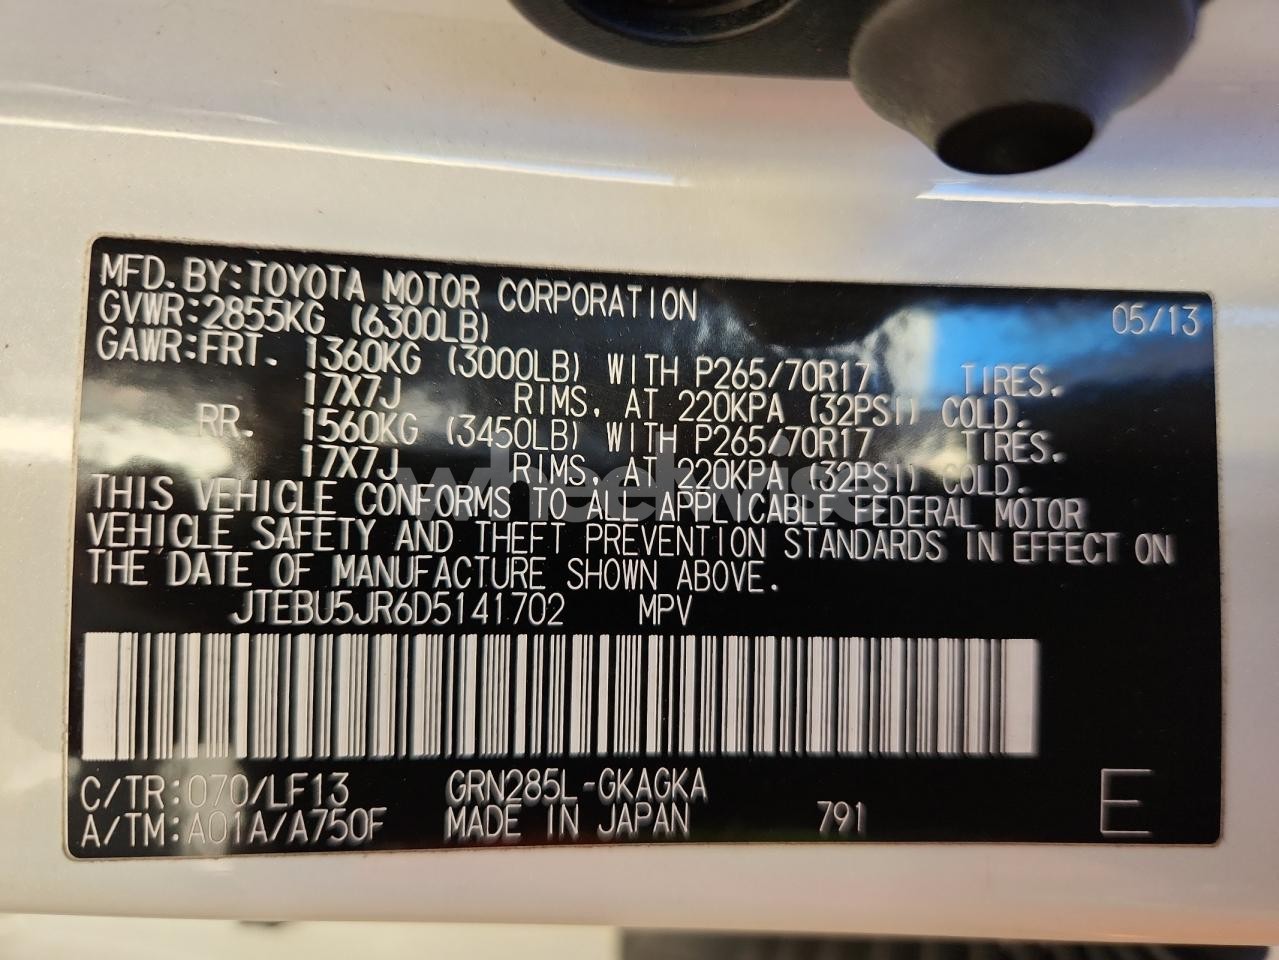 MFD. BY: TOYOTA MOTOR CORPORATION 05/13
GVWR: 2855KG (6300LB)
GAWR: FRT. 1360KG (3000LB) WITH P265/70R17 TIRES.
17X7J RIMS, AT 220KPA (32PSI) COLD.
RR. 1560KG (3450LB) WITH P265/70R17 TIRES.
17X7J RIMS, AT 220KPA (32PSI) COLD.
THIS VEHICLE CONFORMS TO ALL APPLICABLE FEDERAL MOTOR
VEHICLE SAFETY AND THEFT PREVENTION STANDARDS IN EFFECT ON
THE DATE OF MANUFACTURE SHOWN ABOVE.
JTEBU5JR6D5141702 MPV
C/TR: 070/LF13 GRN285L-GKAGKA
A/TM: A01A/A750F MADE IN JAPAN 791 E